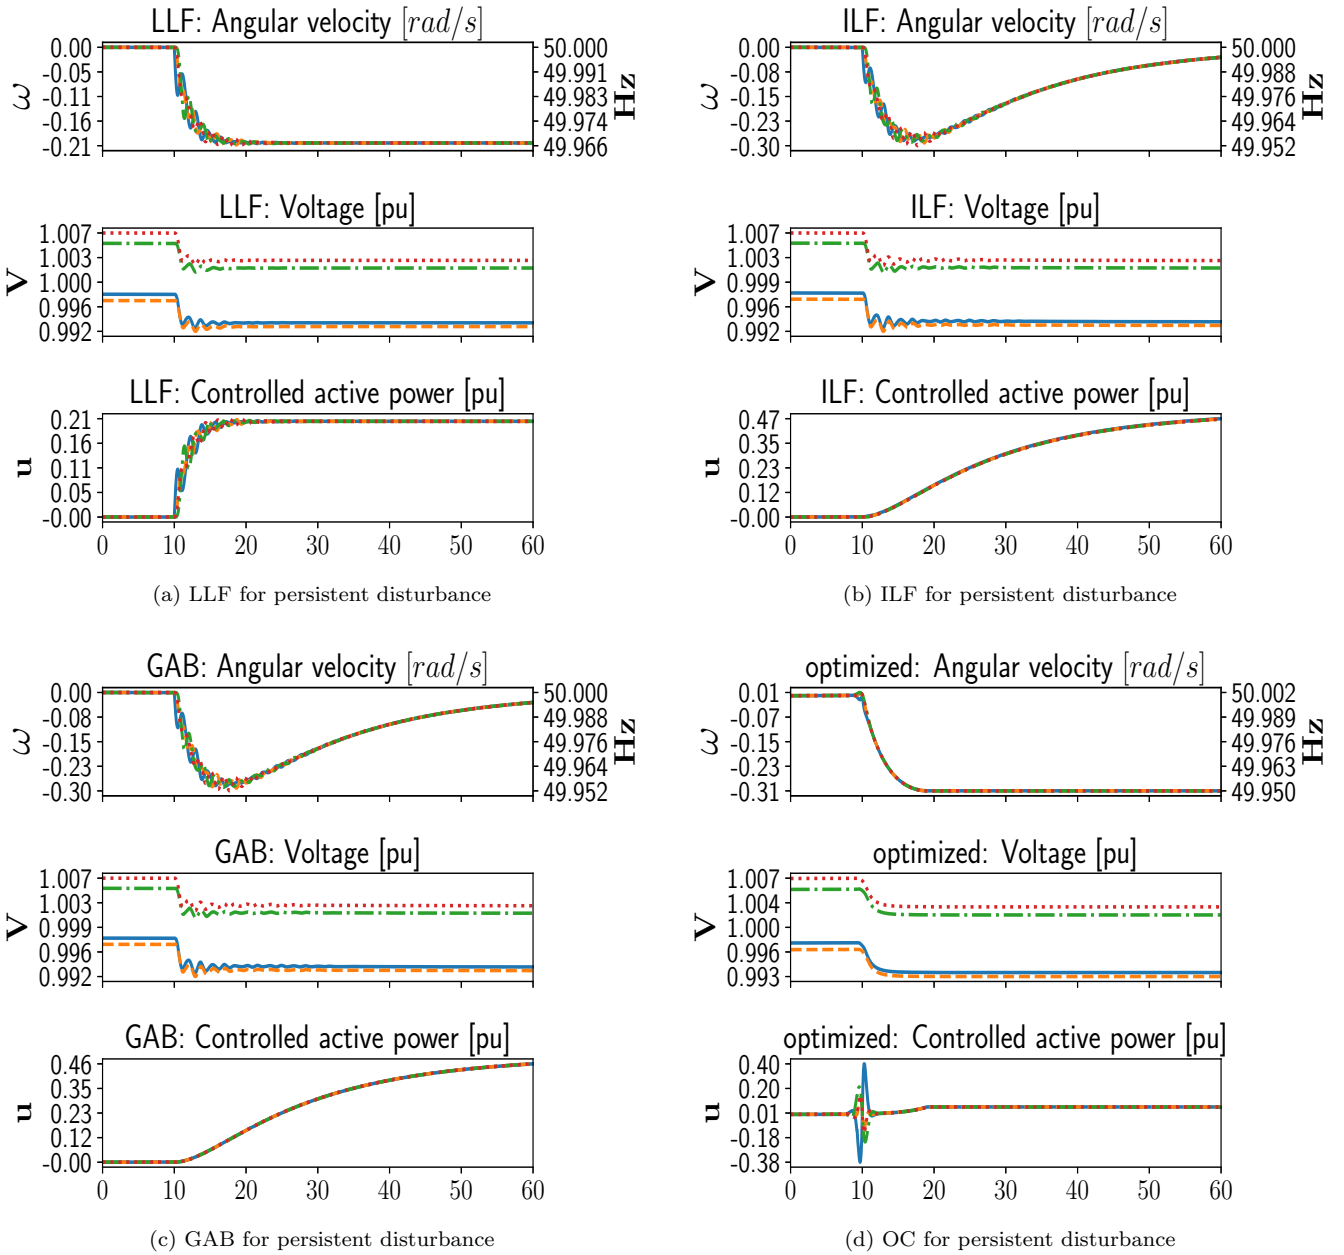 LLF: Angular velocity [rad/s]
0.00
-0.05
-0.11
-0.16
-0.21
ω
50.000
49.991
49.983
49.974
49.966
Hz
LLF: Voltage [pu]
1.007
1.003
1.000
0.996
0.992
V
LLF: Controlled active power [pu]
0.21
0.16
0.11
0.05
-0.00
u
0 10 20 30 40 50 60
(a) LLF for persistent disturbance
ILF: Angular velocity [rad/s]
0.00
-0.07
-0.15
-0.23
-0.30
ω
50.000
49.988
49.976
49.964
49.952
Hz
ILF: Voltage [pu]
1.007
1.003
0.999
0.996
0.992
V
ILF: Controlled active power [pu]
0.47
0.35
0.23
0.12
-0.00
u
0 10 20 30 40 50 60
(b) ILF for persistent disturbance
GAB: Angular velocity [rad/s]
0.00
-0.07
-0.15
-0.23
-0.30
ω
50.000
49.988
49.976
49.964
49.952
Hz
GAB: Voltage [pu]
1.007
1.003
0.999
0.996
0.992
V
GAB: Controlled active power [pu]
0.46
0.35
0.23
0.12
-0.00
u
0 10 20 30 40 50 60
(c) GAB for persistent disturbance
optimized: Angular velocity [rad/s]
0.01
-0.07
-0.15
-0.23
-0.31
ω
50.002
49.989
49.976
49.963
49.950
Hz
optimized: Voltage [pu]
1.007
1.004
1.000
0.996
0.993
V
optimized: Controlled active power [pu]
0.40
0.20
0.01
-0.18
-0.38
u
0 10 20 30 40 50 60
(d) OC for persistent disturbance